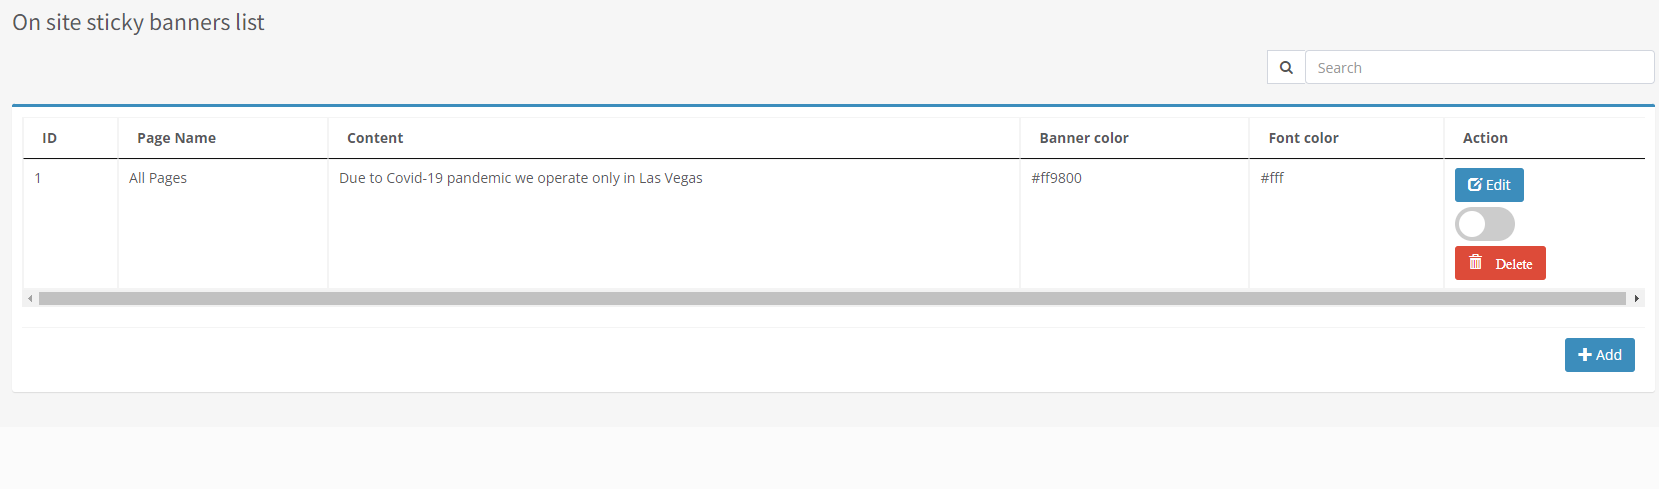 On site sticky banners list
Search
ID Page Name Content Banner color Font color Action
1 All Pages Due to Covid-19 pandemic we operate only in Las Vegas #ff9800 #fff Edit
Delete
Add